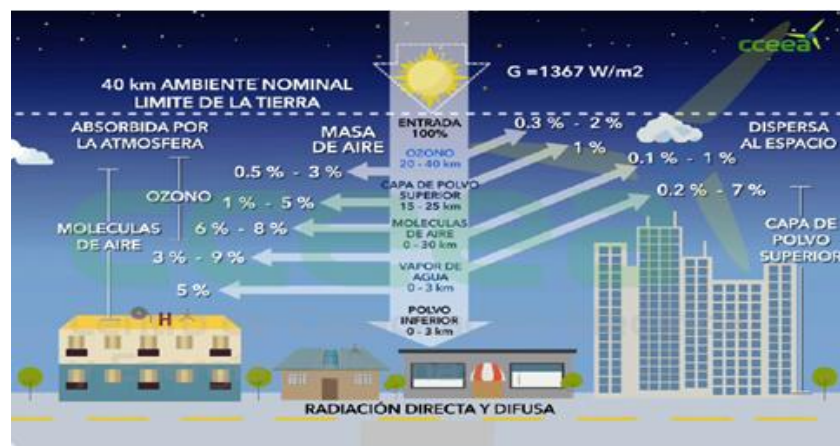 cceea
G =1367 W/m2
40 km AMBIENTE NOMINAL
LIMITE DE LA TIERRA
ABSORBIDA POR
LA ATMOSFERA
MASA
DE AIRE
ENTRADA
100%
0.3 % - 2 %
DISPERSA
AL ESPACIO
OZONO
20 - 40 km
1 %
0.1 % - 1 %
0.5 % - 3 %
CAPA DE POLVO
SUPERIOR
15 - 25 km
0.2 % - 7 %
OZONO
1 % - 5 %
MOLECULAS
DE AIRE
6 % - 8 %
MOLECULAS
DE AIRE
0 - 30 km
CAPA DE
POLVO
SUPERIOR
3 % - 9 %
VAPOR DE
AGUA
0 - 3 km
5 %
POLVO
INFERIOR
0 - 3 km
H
RADIACIÓN DIRECTA Y DIFUSA